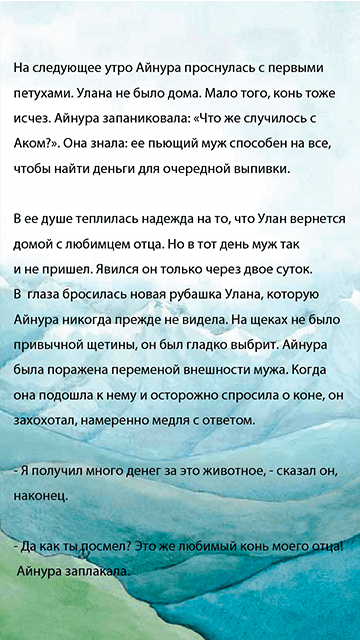 На следующее утро Айнура проснулась с первыми
петухами. Улана не было дома. Мало того, конь тоже
исчез. Айнура запаниковала: «Что же случилось с
Аком?». Она знала: ее пьющий муж способен на все,
чтобы найти деньги для очередной выпивки.
В ее душе теплилась надежда на то, что Улан вернется
домой с любимцем отца. Но в тот день муж так
и не пришел. Явился он только через двое суток.
В глаза бросилась новая рубашка Улана, которую
Айнура никогда прежде не видела. На щеках не было
привычной щетины, он был гладко выбрит. Айнура
была поражена переменой внешности мужа. Когда
она подошла к нему и осторожно спросила о коне, он
захохотал, намеренно медля с ответом.
- Я получил много денег за это животное, - сказал он,
наконец.
- Да как ты посмел? Это же любимый конь моего отца!
Айнура заплакала.